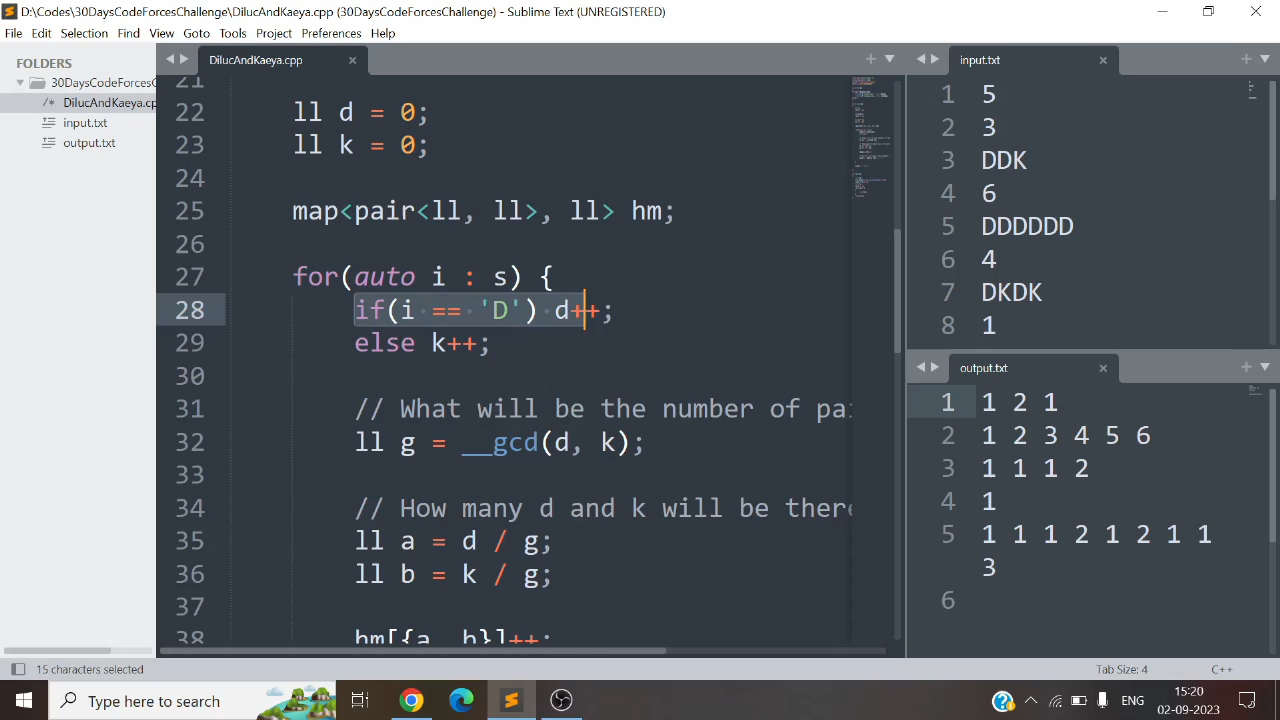 D:\Codes\30DaysCodeForcesChallenge\DilucAndKaeya.cpp (30DaysCodeForcesChallenge) - Sublime Text (UNREGISTERED)
File Edit Selection Find View Goto Tools Project Preferences Help
FOLDERS
30DaysCodeForcesC
/* DilucAndKaeya.cp
input.txt
output.txt
DilucAndKaeya.cpp
21
22 ll d = 0;
23 ll k = 0;
24
25 map<pair<ll, ll>, ll> hm;
26
27 for(auto i : s) {
28 if(i == 'D') d++;
29 else k++;
30
31 // What will be the number of pai
32 ll g = __gcd(d, k);
33
34 // How many d and k will be there
35 ll a = d / g;
36 ll b = k / g;
37
38 hm[{a, b}]++;
input.txt
1 5
2 3
3 DDK
4 6
5 DDDDDD
6 4
7 DKDK
8 1
output.txt
1 1 2 1
2 1 2 3 4 5 6
3 1 1 1 2
4 1
5 1 1 1 2 1 2 1 1
3
6
15 characters selected
Tab Size: 4
C++
Type here to search
ENG
15:20
02-09-2023